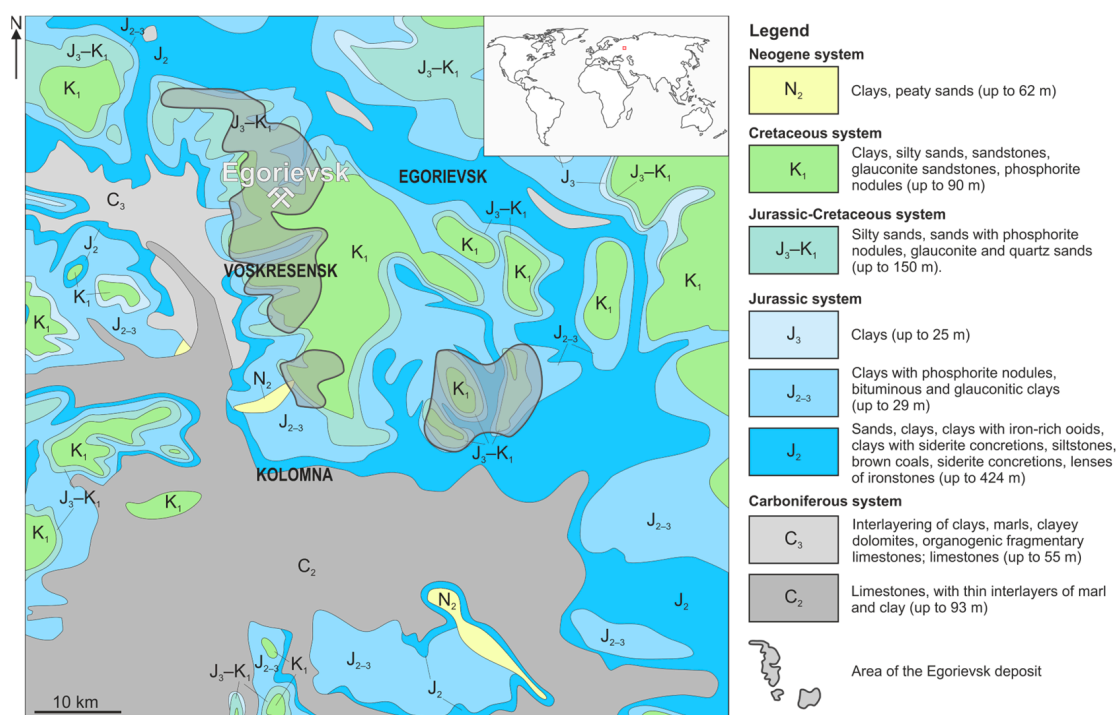 N
J2–3
J2
J3–K1
K1
J3–K1
J3–K1
Egorievsk
EGORIEVSK
J3
J3–K1
C3
J3–K1
J2
K1
K1
K1
K1
K1
VOSKRESENSK
K1
K1
K1
J2–3
J2–3
N2
K1
J2–3
J3–K1
K1
KOLOMNA
J3–K1
K1
K1
J2–3
C2
N2
J2
J2–3
J3–K1
J2–3
K1
J2–3
J2
10 km
Legend
Neogene system
N2
Clays, peaty sands (up to 62 m)
Cretaceous system
K1
Clays, silty sands, sandstones,
glauconite sandstones, phosphorite
nodules (up to 90 m)
Jurassic-Cretaceous system
J3–K1
Silty sands, sands with phosphorite
nodules, glauconite and quartz sands
(up to 150 m).
Jurassic system
J3
Clays (up to 25 m)
J2–3
Clays with phosphorite nodules,
bituminous and glauconitic clays
(up to 29 m)
J2
Sands, clays, clays with iron-rich ooids,
clays with siderite concretions, siltstones,
brown coals, siderite concretions, lenses
of ironstones (up to 424 m)
Carboniferous system
C3
Interlayering of clays, marls, clayey
dolomites, organogenic fragmentary
limestones; limestones (up to 55 m)
C2
Limestones, with thin interlayers of marl
and clay (up to 93 m)
Area of the Egorievsk deposit